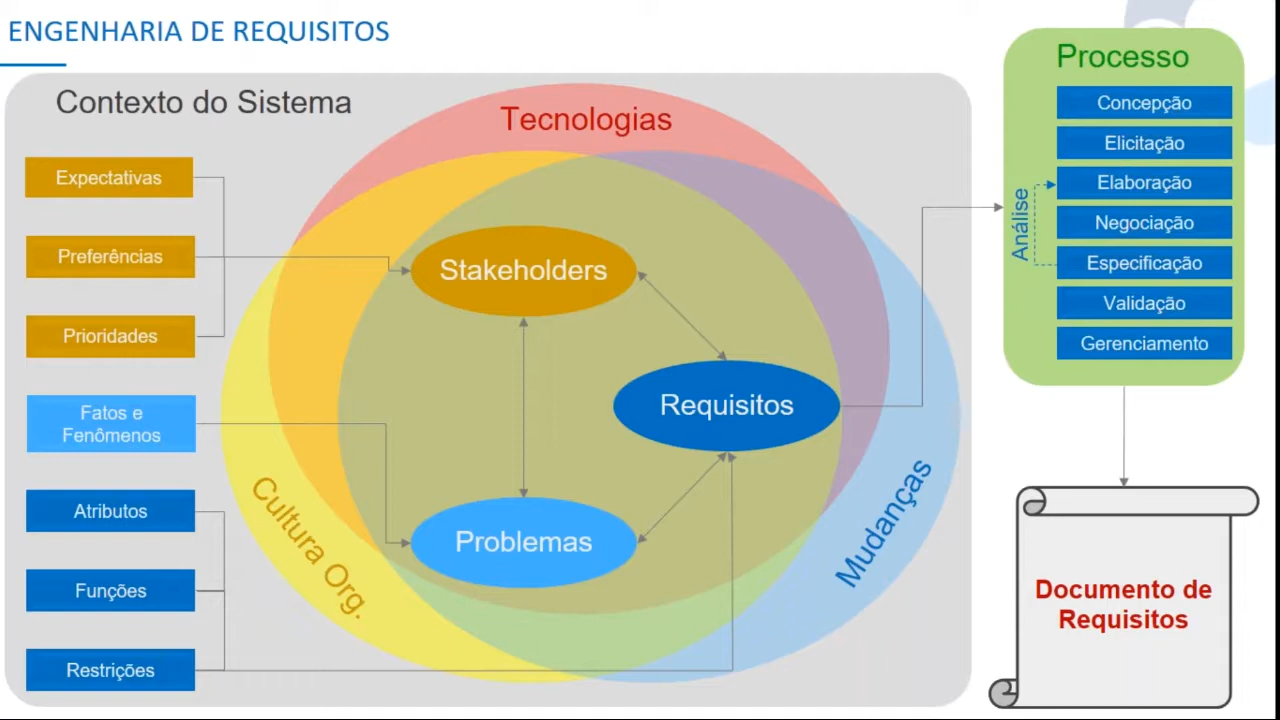 ENGENHARIA DE REQUISITOS
Contexto do Sistema
Tecnologias
Expectativas
Preferências
Prioridades
Fatos e
Fenômenos
Atributos
Funções
Restrições
Stakeholders
Requisitos
Problemas
Cultura Org.
Mudanças
Processo
Concepção
Elicitação
Elaboração
Negociação
Especificação
Validação
Gerenciamento
Análise
Documento de
Requisitos